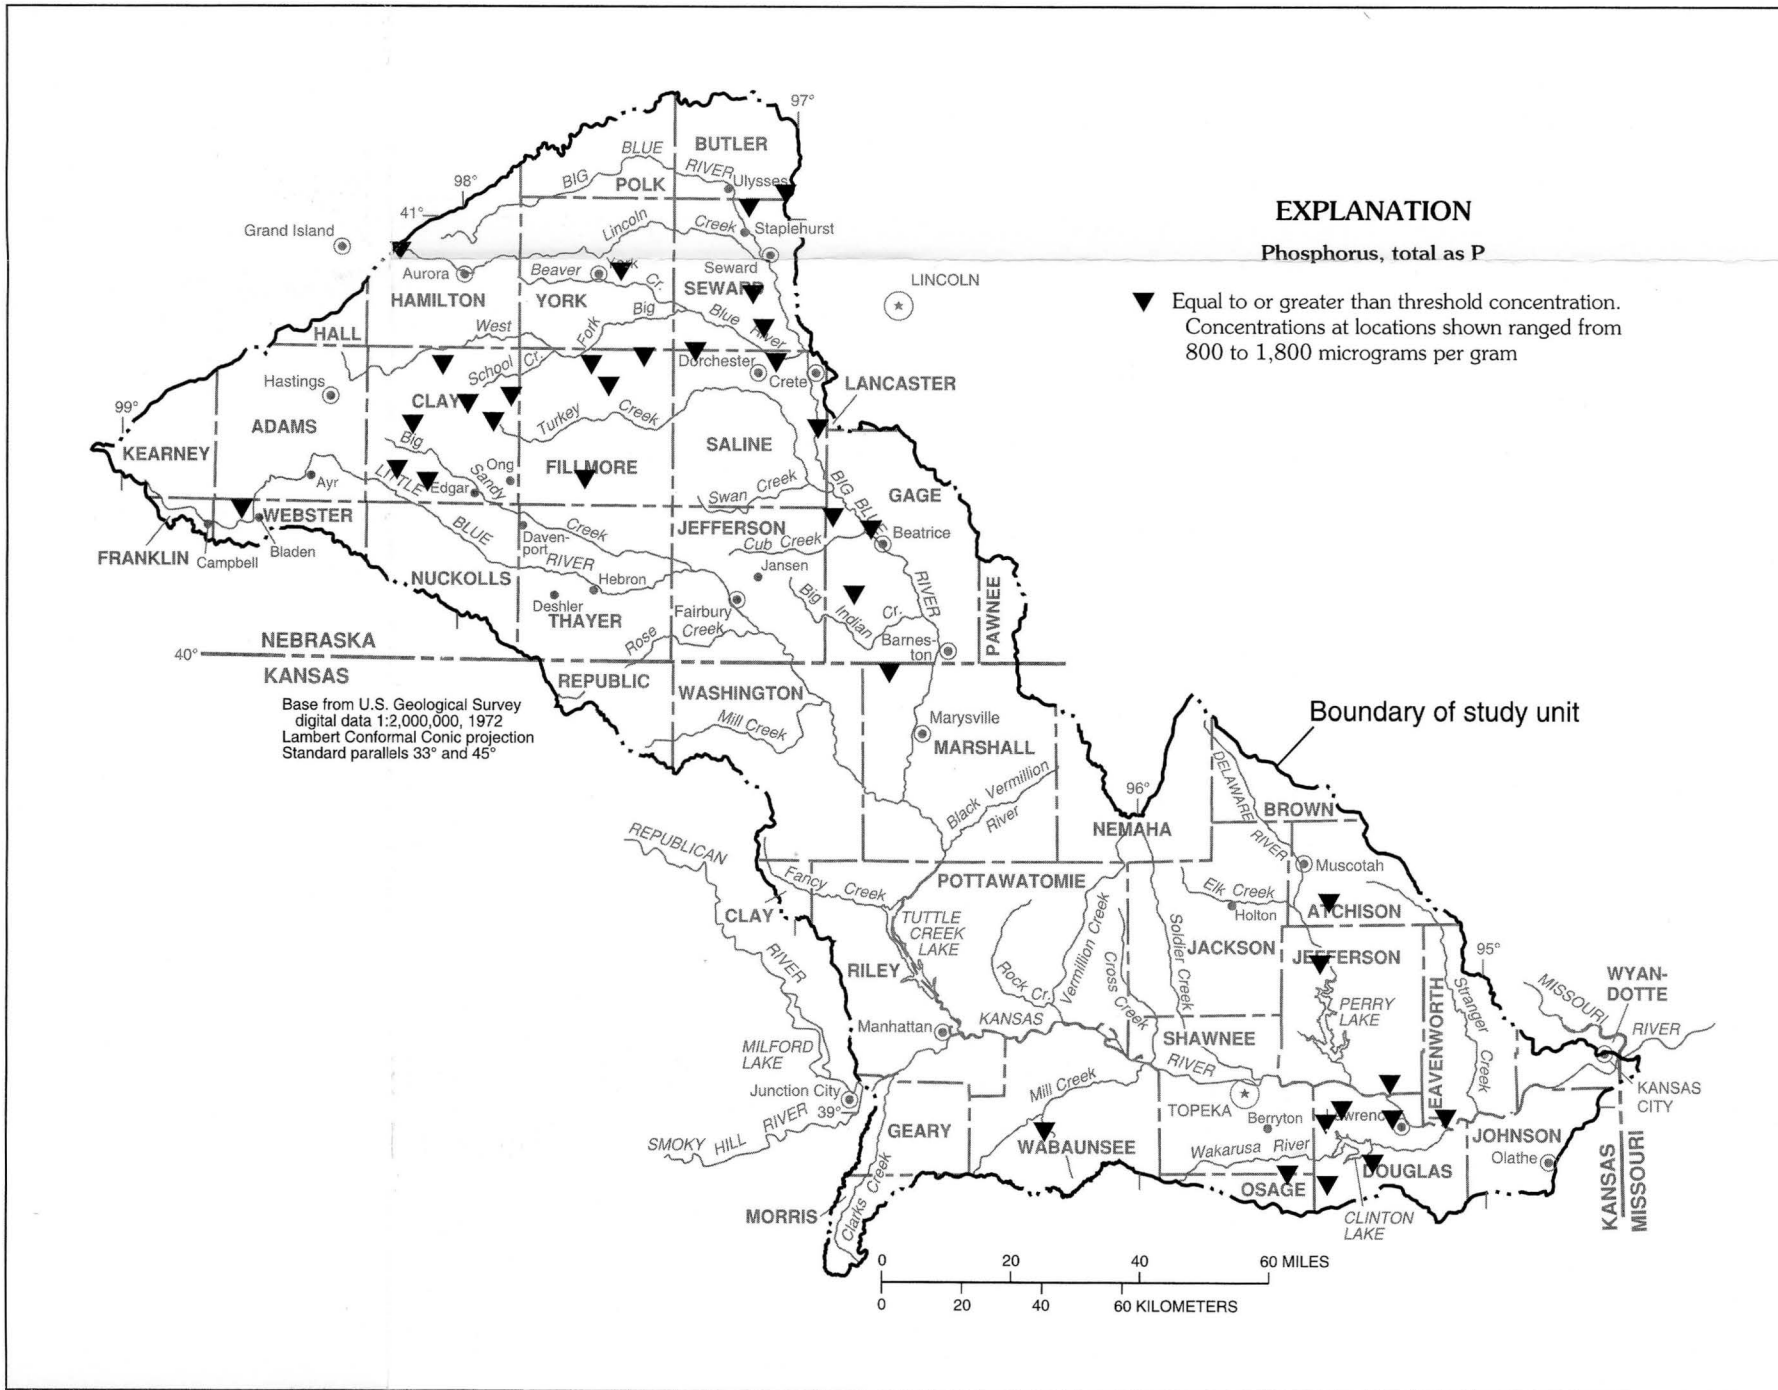 97°
BUTLER
BLUE
RIVER
BIG
POLK
Ulysses
98°
41°
Grand Island
Lincoln
Creek
Staplehurst
Aurora
Beaver
York
Cr.
Seward
SEWARD
LINCOLN
HAMILTON
YORK
Big
Blue
River
West
Fork
HALL
School
Cr.
Dorchester
Crete
LANCASTER
Hastings
CLAY
99°
ADAMS
Turkey
Creek
KEARNEY
SALINE
Big
Sandy
Ong
FILLMORE
LITTLE
Edgar
Ayr
Swan
Creek
BIG BLUE
GAGE
WEBSTER
BLUE
Creek
JEFFERSON
Cub Creek
Beatrice
FRANKLIN
Campbell
Bladen
Daven-
port
RIVER
Jansen
NUCKOLLS
Hebron
Big
Indian
Cr.
RIVER
PAWNEE
Deshler
THAYER
Fairbury
Rose
Creek
Barnes-
ton
NEBRASKA
40°
KANSAS
REPUBLIC
WASHINGTON
Base from U.S. Geological Survey
digital data 1:2,000,000, 1972
Lambert Conformal Conic projection
Standard parallels 33° and 45°
Mill Creek
Marysville
MARSHALL
EXPLANATION
Phosphorus, total as P
Equal to or greater than threshold concentration.
Concentrations at locations shown ranged from
800 to 1,800 micrograms per gram
Boundary of study unit
Black Vermillion
River
96°
DELAWARE
RIVER
BROWN
NEMAHA
REPUBLICAN
RIVER
Muscotah
Fancy Creek
POTTAWATOMIE
Elk Creek
Holton
ATCHISON
CLAY
TUTTLE
CREEK
LAKE
Rock Cr.
Vermillion Creek
Cross Creek
Soldier Creek
JACKSON
JEFFERSON
95°
RILEY
LEAVENWORTH
Stranger
Creek
MISSOURI
RIVER
WYAN-
DOTTE
PERRY
LAKE
Manhattan
KANSAS
RIVER
SHAWNEE
MILFORD
LAKE
Junction City
39°
Mill Creek
TOPEKA
Berryton
Lawrence
KANSAS
CITY
SMOKY HILL RIVER
GEARY
WABAUNSEE
Wakarusa River
DOUGLAS
JOHNSON
Olathe
OSAGE
MORRIS
Clarks Creek
CLINTON
LAKE
KANSAS
MISSOURI
0 20 40 60 MILES
0 20 40 60 KILOMETERS